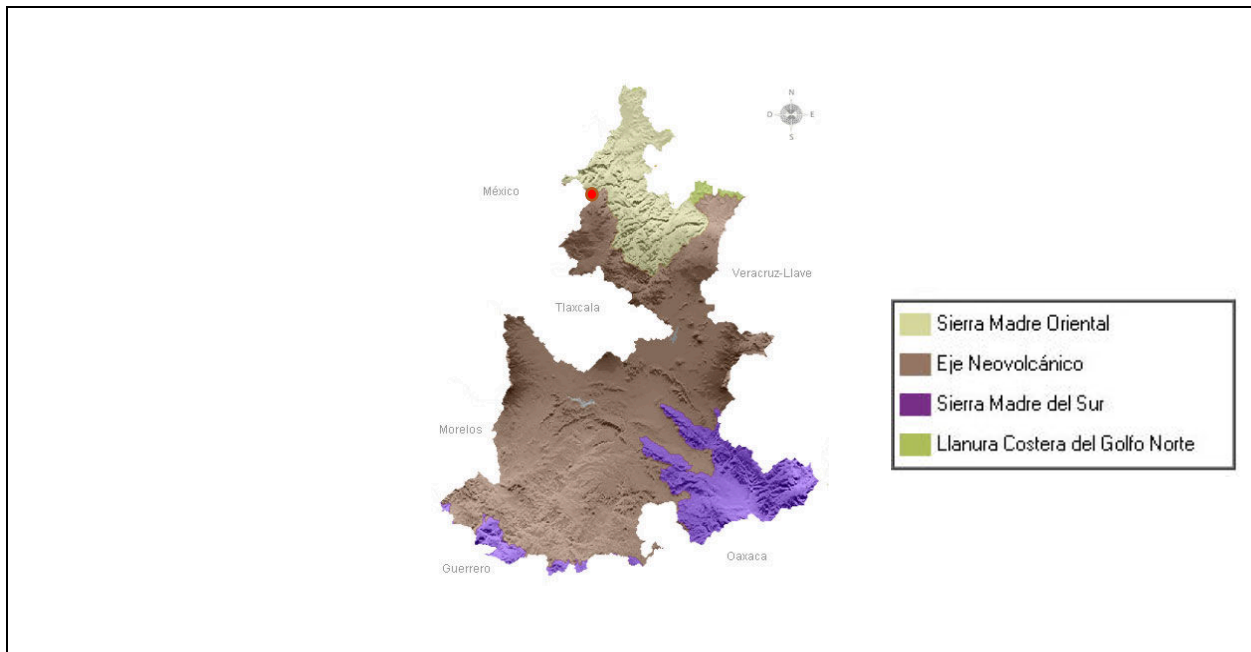 N
O
E
S
México
Veracruz-Llave
Tlaxcala
Morelos
Guerrero
Oaxaca
Sierra Madre Oriental
Eje Neovolcánico
Sierra Madre del Sur
Llanura Costera del Golfo Norte